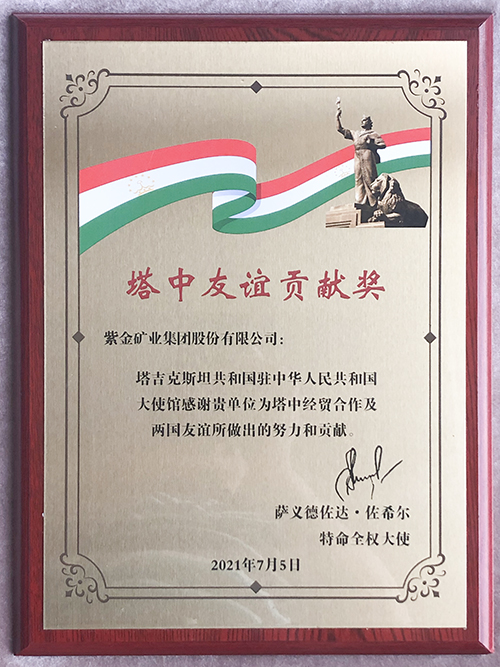 塔中友谊贡献奖
紫金矿业集团股份有限公司：
塔吉克斯坦共和国驻中华人民共和国
大使馆感谢贵单位为塔中经贸合作及
两国友谊所做出的努力和贡献。
萨义德佐达·佐希尔
特命全权大使
2021年7月5日